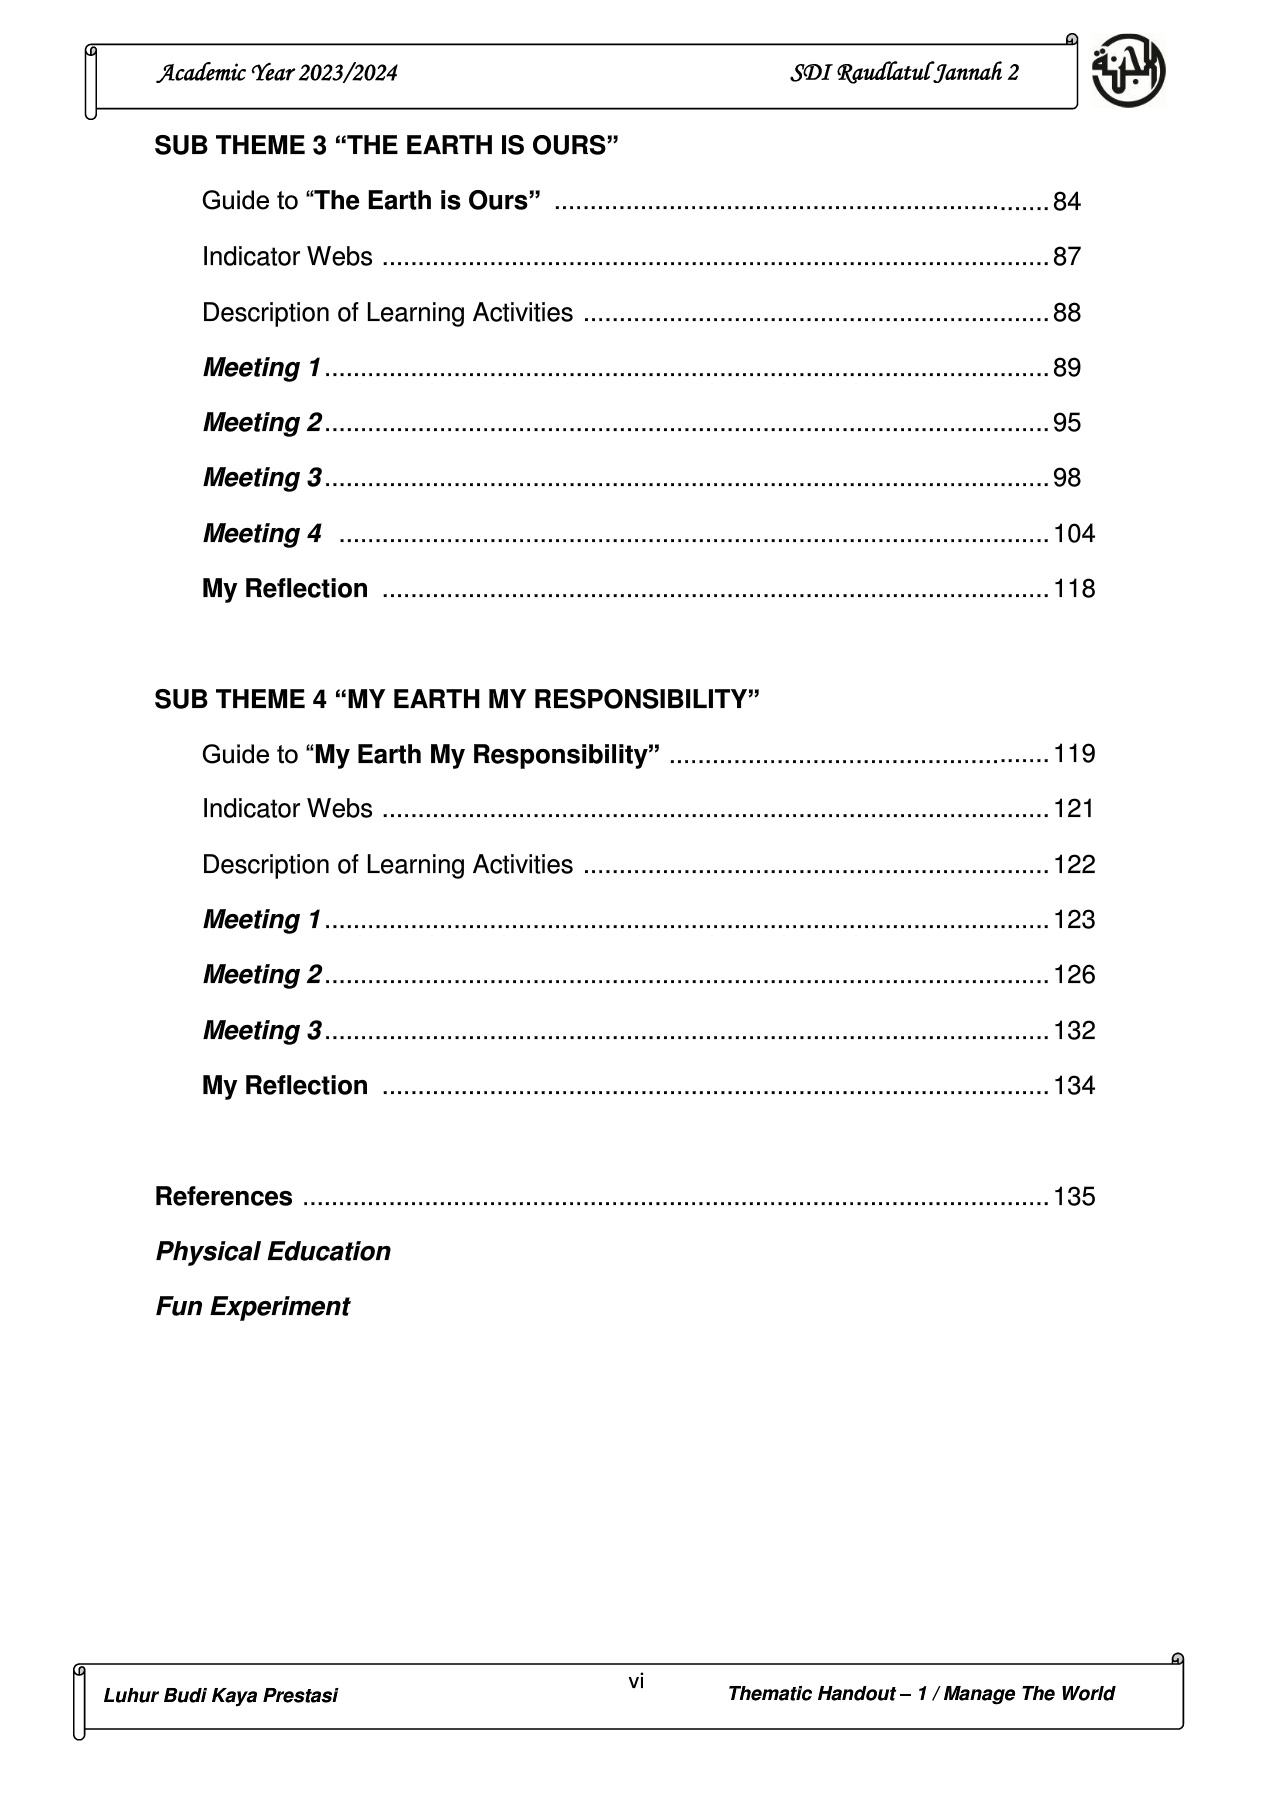 Academic Year 2023/2024 SDI Raudlatul Jannah 2
SUB THEME 3 “THE EARTH IS OURS”
Guide to “The Earth is Ours” ..................................................................... 84
Indicator Webs ............................................................................................. 87
Description of Learning Activities ................................................................. 88
Meeting 1..................................................................................................... 89
Meeting 2..................................................................................................... 95
Meeting 3..................................................................................................... 98
Meeting 4 ................................................................................................... 104
My Reflection ............................................................................................. 118
SUB THEME 4 “MY EARTH MY RESPONSIBILITY”
Guide to “My Earth My Responsibility” ..................................................... 119
Indicator Webs ............................................................................................. 121
Description of Learning Activities ................................................................. 122
Meeting 1..................................................................................................... 123
Meeting 2..................................................................................................... 126
Meeting 3..................................................................................................... 132
My Reflection ............................................................................................. 134
References ........................................................................................................ 135
Physical Education
Fun Experiment
vi
Luhur Budi Kaya Prestasi Thematic Handout – 1 / Manage The World